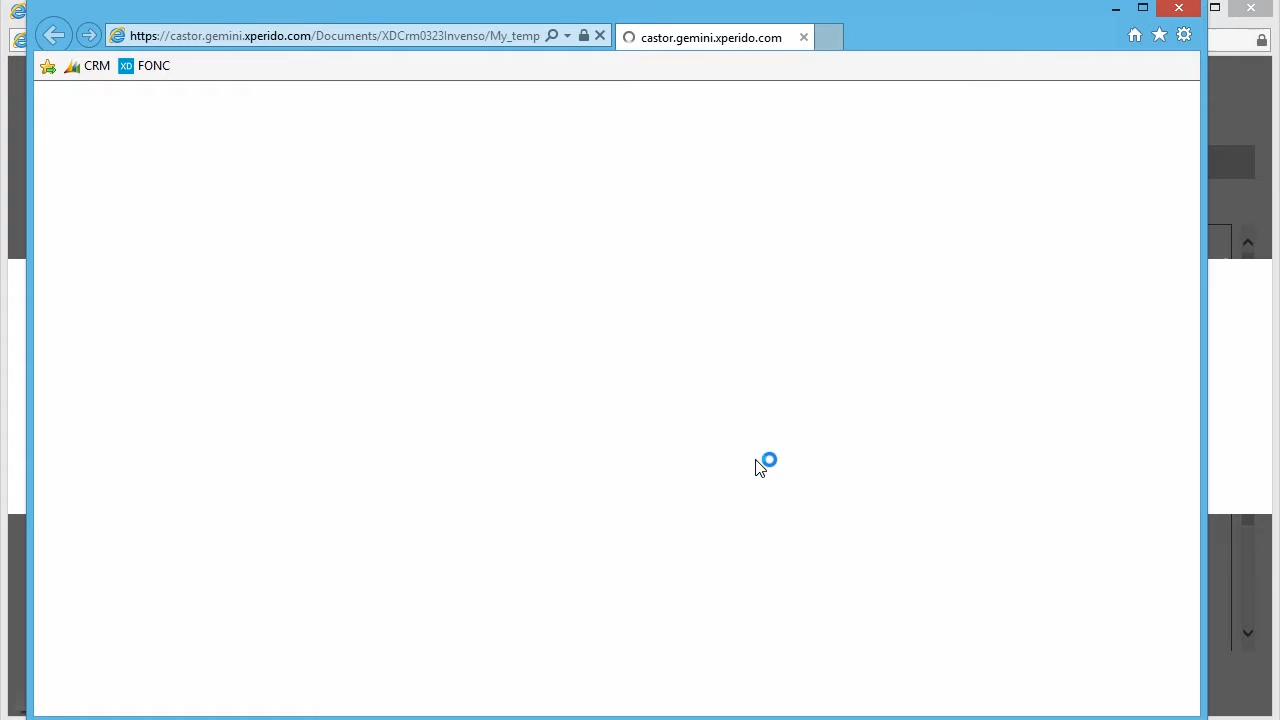 https://castor.gemini.xperido.com/Documents/XDCrm0323Invenso/My_temp
castor.gemini.xperido.com
CRM
XD FONC